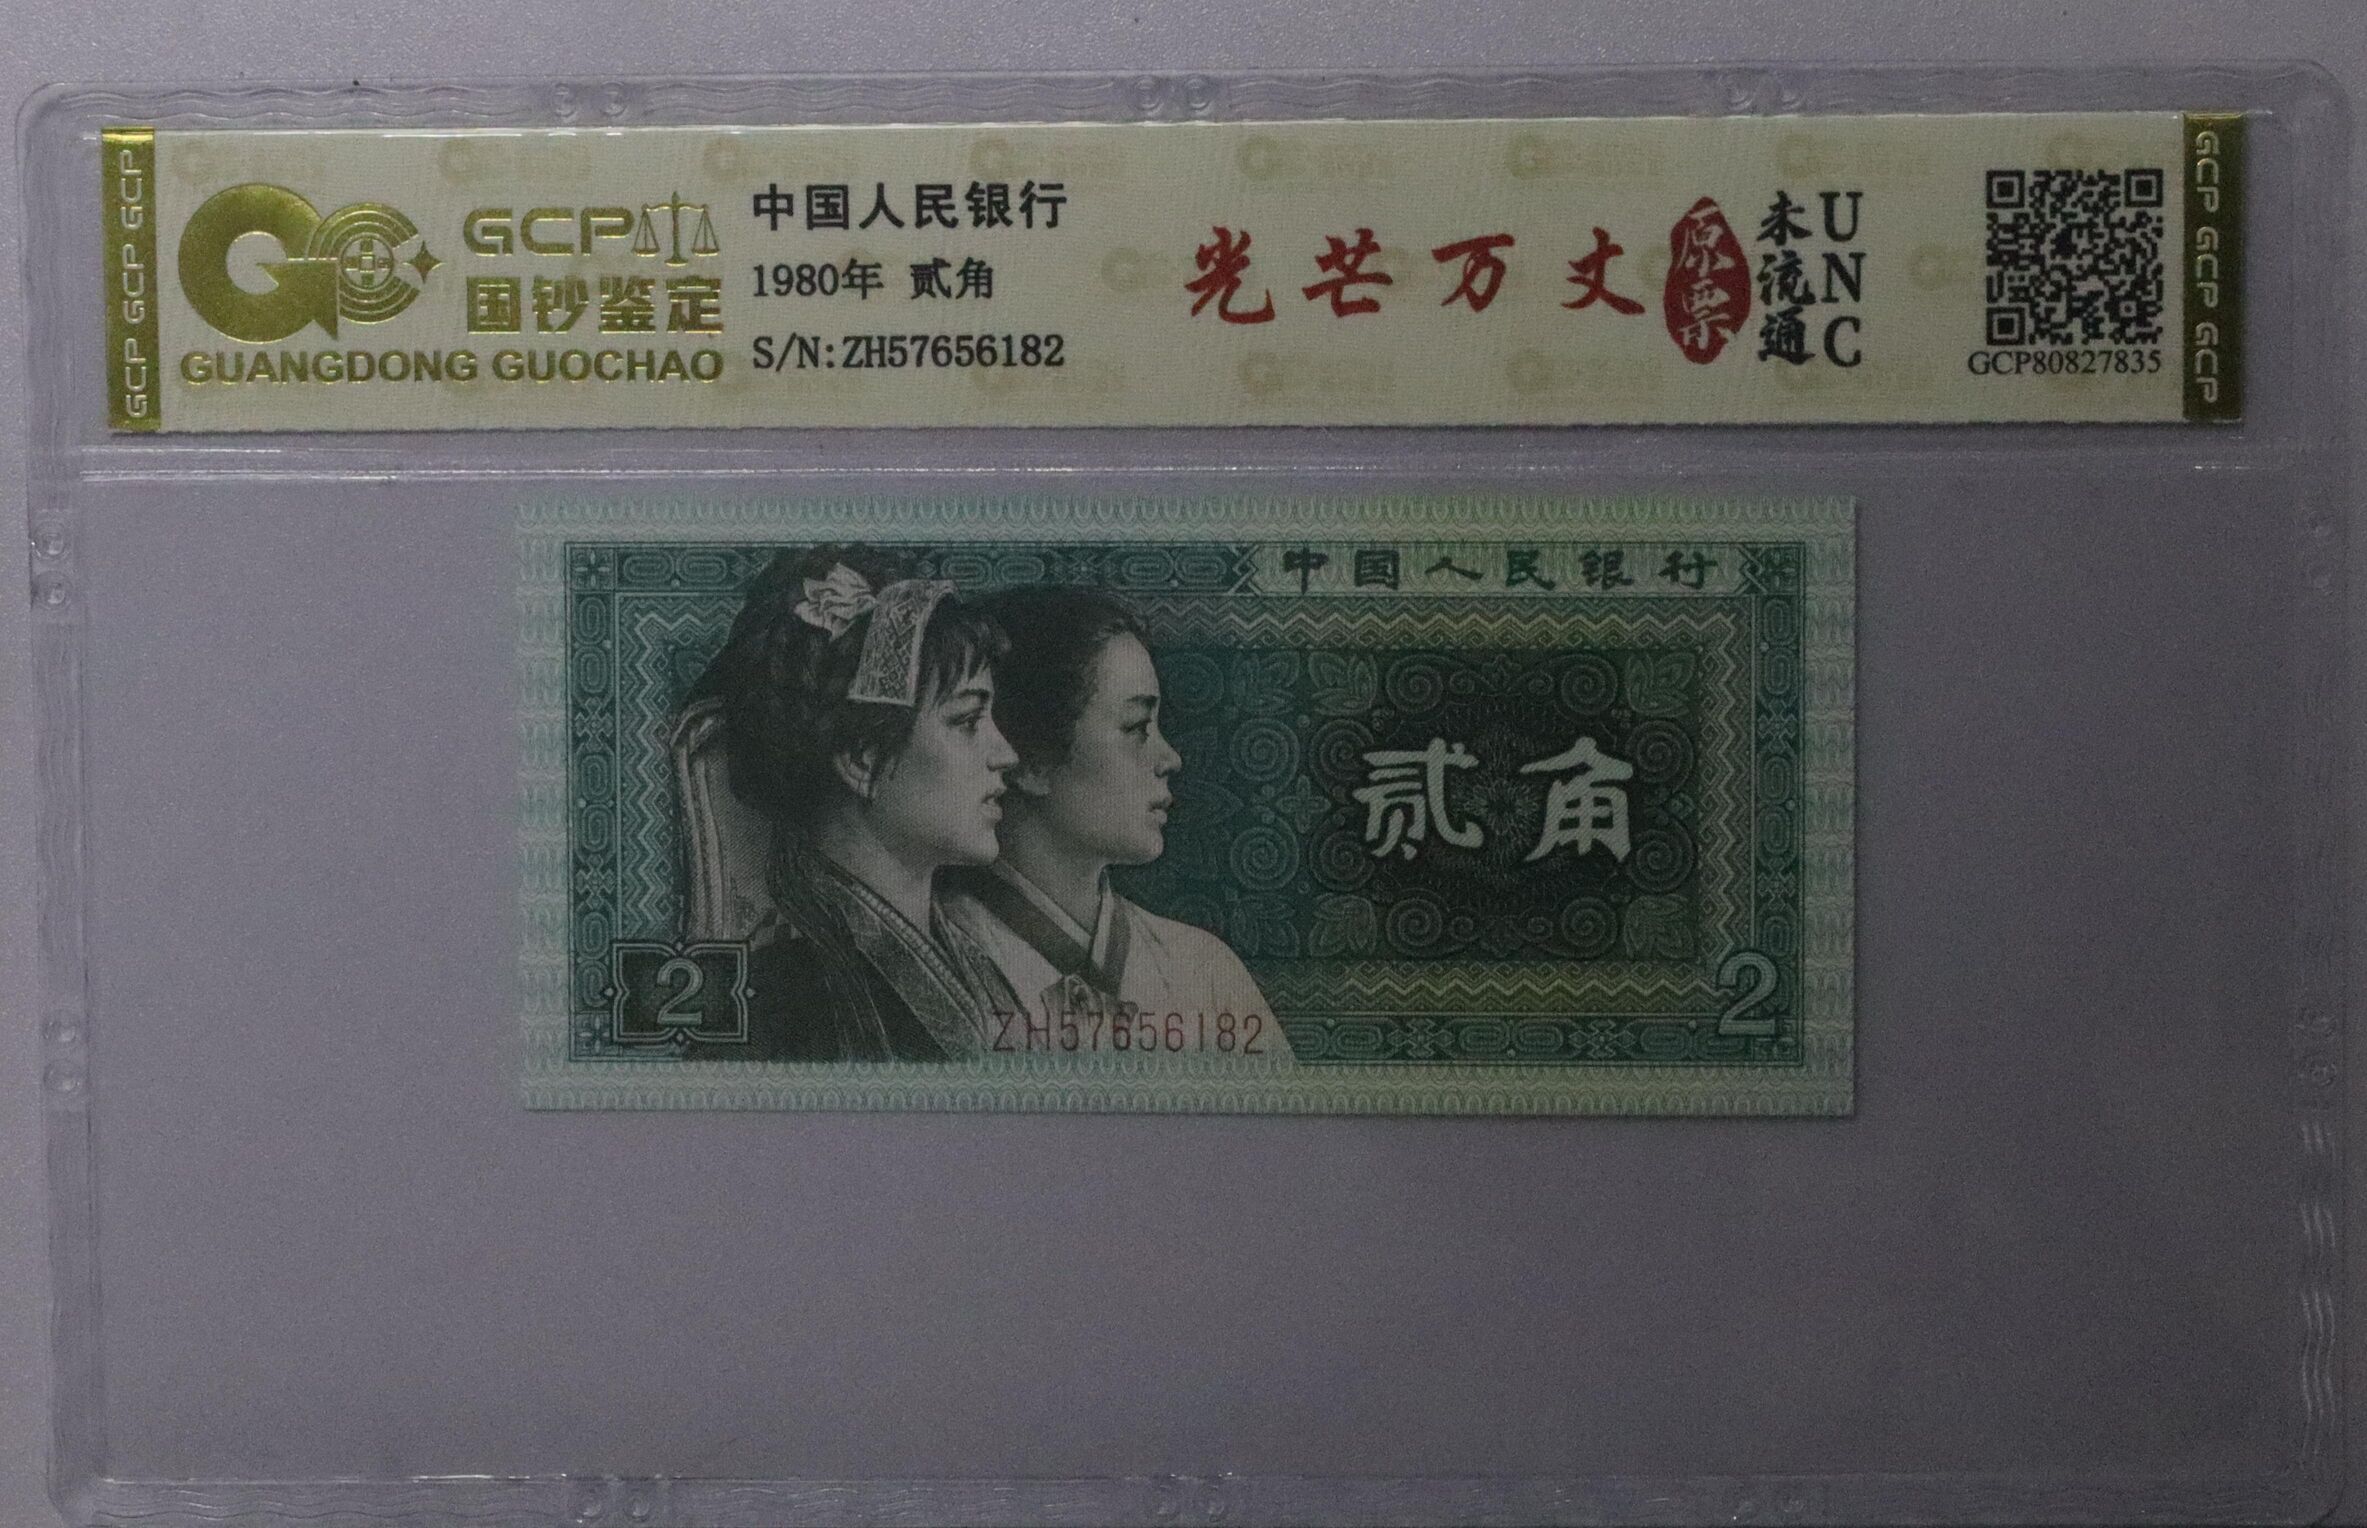 GCP GCP GCP
GCP
国钞鉴定
GUANGDONG GUOCHAO
中国人民银行
1980年 贰角
S/N:ZH57656182
光芒万丈
原票
未流通
UNC
GCP80827835
GCP GCP GCP
中国人民银行
贰角
2
ZH57656182
2